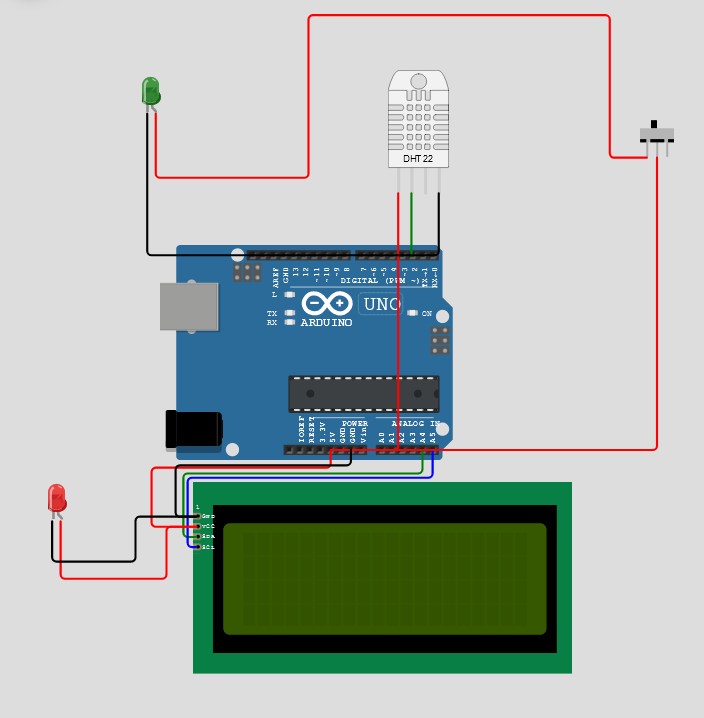 DHT 22
AREF
GND
13
12
~11
~10
~9
8
7
~6
~5
4
~3
2
TX→1
RX←0
DIGITAL (PWM ~)
L
TX
RX
UNO
ON
ARDUINO
IOREF
RESET
3.3V
5V
GND
GND
Vin
POWER
ANALOG IN
A0
A1
A2
A3
A4
A5
1
GND
VCC
SDA
SCL